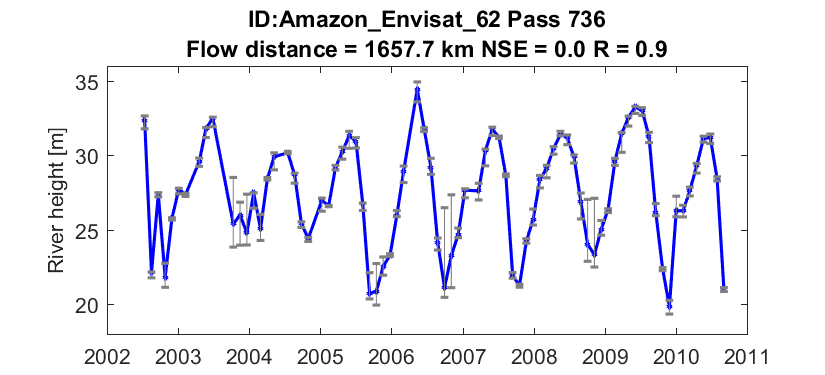 ID:Amazon_Envisat_62 Pass 736
Flow distance = 1657.7 km NSE = 0.0 R = 0.9
River height [m]
35
30
25
20
2002 2003 2004 2005 2006 2007 2008 2009 2010 2011